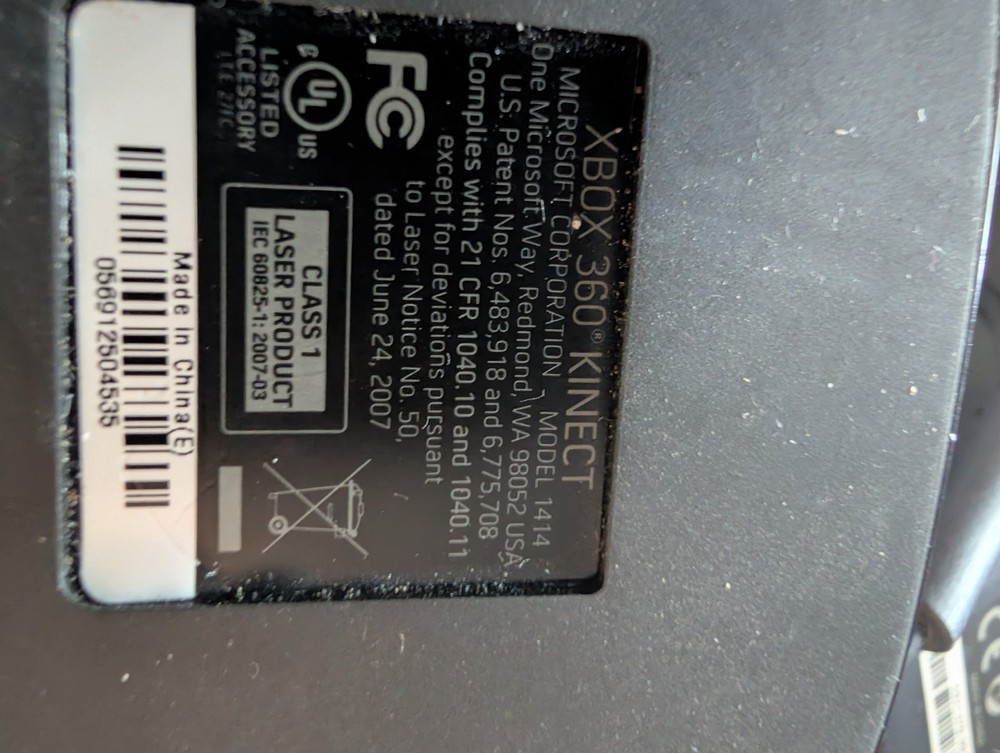 XBOX 360® KINECT
MICROSOFT CORPORATION MODEL 1414
One Microsoft Way, Redmond, WA 98052 USA
U.S. Patent Nos. 6,483,918 and 6,775,708
Complies with 21 CFR 1040.10 and 1040.11
except for deviations pursuant
to Laser Notice No. 50,
dated June 24, 2007
FC
C UL US
LISTED
ACCESSORY
I.T.E. 27TC
CLASS 1
LASER PRODUCT
IEC 60825-1: 2007-03
Made in China(E)
056912504535
CE